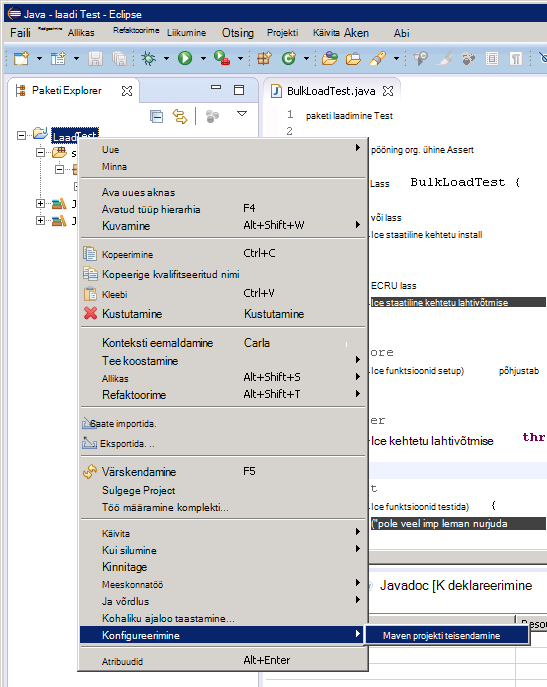 Java - laadi Test - Eclipse
Faili Allikas Refaktoorime Liikumine Otsing Projekti Käivita Aken Abi
Paketi Explorer
BulkLoadTest.java
1 paketi laadimine Test
2
LaadTest
pööning org. ühine Assert
Lass BulkLoadTest {
või lass
Ice staatiline kehtetu install
ECRU lass
Ice staatiline kehtetu lahtivõtmise
ore
Ice funktsioonid setup) põhjustab
er
Ice kehtetu lahtivõtmise thr
t
Ice funktsioonid testida) {
("pole veel imp leman nurjuda
Uue
Minna
Ava uues aknas
Avatud tüüp hierarhia F4
Kuvamine Alt+Shift+W
Kopeerimine Ctrl+C
Kopeerige kvalifitseeritud nimi
Kleebi Ctrl+V
Kustutamine Kustutamine
Konteksti eemaldamine Carla
Tee koostamine
Allikas Alt+Shift+S
Refaktoorime Alt+Shift+T
Saate importida.
Eksportida. ..
Värskendamine F5
Sulgege Project
Töö määramine komplekti...
Käivita
Kui silumine
Kinnitage
Meeskonnatöö
Ja võrdlus
Kohaliku ajaloo taastamine...
Konfigureerimine
Maven projekti teisendamine
Atribuudid Alt+Enter
Javadoc [K deklareerimine
Resou